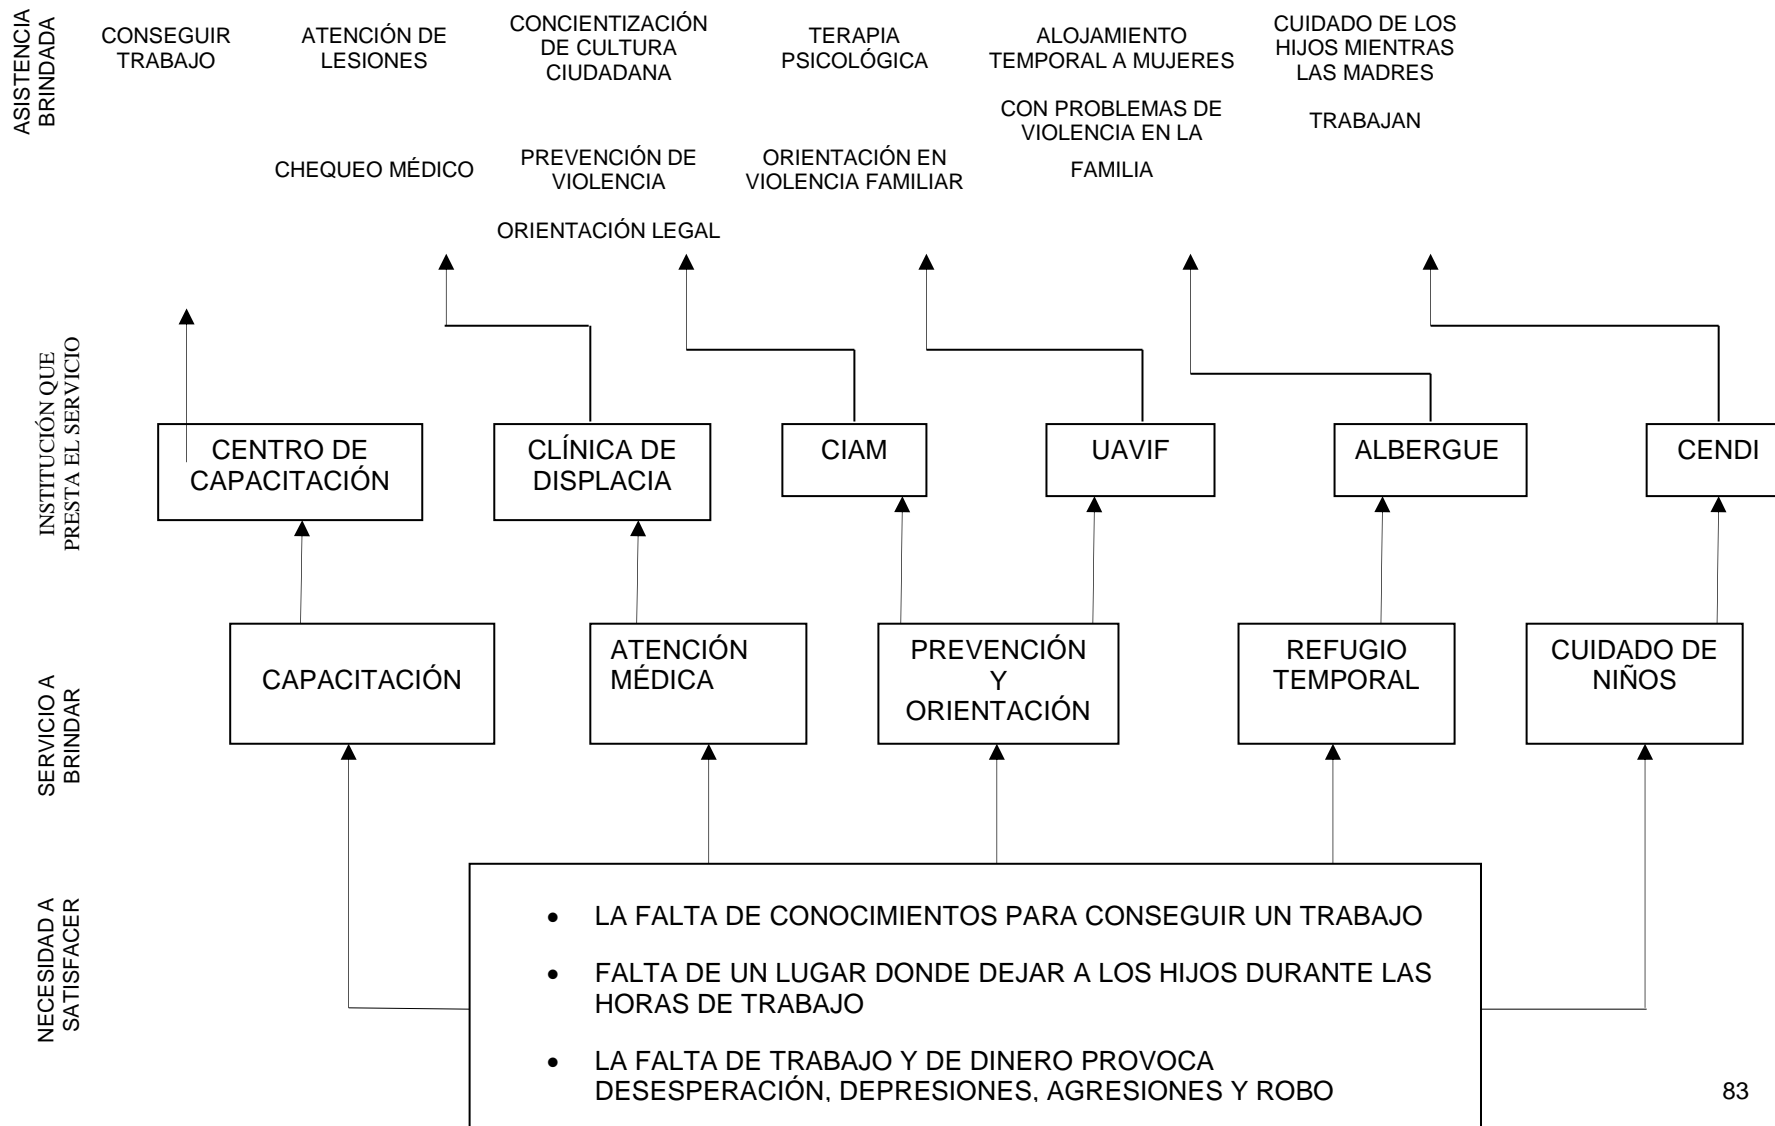 ASISTENCIA
BRINDADA
CONSEGUIR
TRABAJO
ATENCIÓN DE
LESIONES
CHEQUEO MÉDICO
CONCIENTIZACIÓN
DE CULTURA
CIUDADANA
PREVENCIÓN DE
VIOLENCIA
ORIENTACIÓN LEGAL
TERAPIA
PSICOLÓGICA
ORIENTACIÓN EN
VIOLENCIA FAMILIAR
ALOJAMIENTO
TEMPORAL A MUJERES
CON PROBLEMAS DE
VIOLENCIA EN LA
FAMILIA
CUIDADO DE LOS
HIJOS MIENTRAS
LAS MADRES
TRABAJAN
INSTITUCIÓN QUE
PRESTA EL SERVICIO
CENTRO DE
CAPACITACIÓN
CLÍNICA DE
DISPLACIA
CIAM
UAVIF
ALBERGUE
CENDI
SERVICIO A
BRINDAR
CAPACITACIÓN
ATENCIÓN
MÉDICA
PREVENCIÓN
Y
ORIENTACIÓN
REFUGIO
TEMPORAL
CUIDADO DE
NIÑOS
NECESIDAD A
SATISFACER
• LA FALTA DE CONOCIMIENTOS PARA CONSEGUIR UN TRABAJO
• FALTA DE UN LUGAR DONDE DEJAR A LOS HIJOS DURANTE LAS
HORAS DE TRABAJO
• LA FALTA DE TRABAJO Y DE DINERO PROVOCA
DESESPERACIÓN, DEPRESIONES, AGRESIONES Y ROBO
83